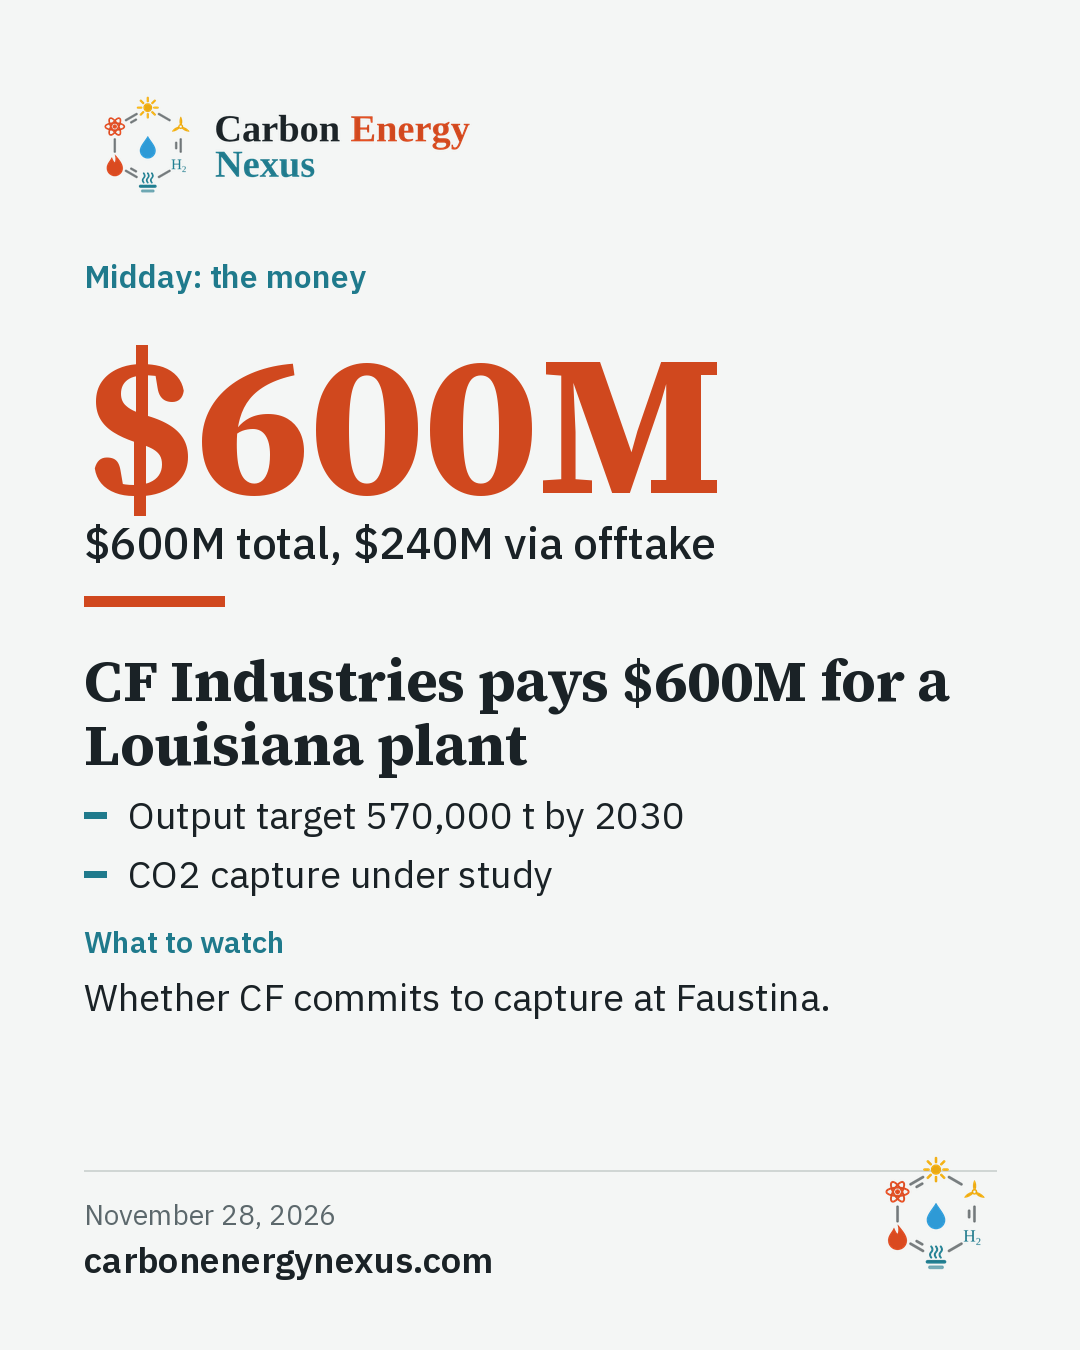 Carbon Energy
Nexus
H₂
Midday: the money
$600M
$600M total, $240M via offtake
CF Industries pays $600M for a
Louisiana plant
Output target 570,000 t by 2030
CO2 capture under study
What to watch
Whether CF commits to capture at Faustina.
November 28, 2026
carbonenergynexus.com
H₂